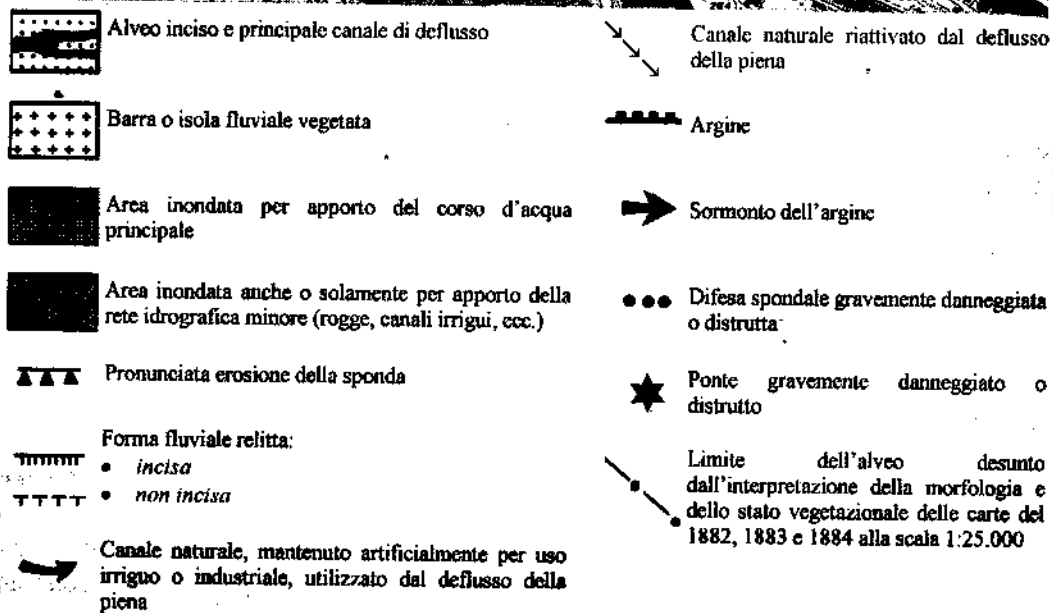 Alveo inciso e principale canale di deflusso
Barra o isola fluviale vegetata
Area inondata per apporto del corso d'acqua
principale
Area inondata anche o solamente per apporto della
rete idrografica minore (rogge, canali irrigui, ecc.)
Pronunciata erosione della sponda
Forma fluviale relitta:
• incisa
• non incisa
Canale naturale, mantenuto artificialmente per uso
irriguo o industriale, utilizzato dal deflusso della
piena
Canale naturale riattivato dal deflusso
della piena
Argine
Sormonto dell'argine
Difesa spondale gravemente danneggiata
o distrutta
Ponte gravemente danneggiato o
distrutto
Limite dell'alveo desunto
dall'interpretazione della morfologia e
dello stato vegetazionale delle carte del
1882, 1883 e 1884 alla scala 1:25.000